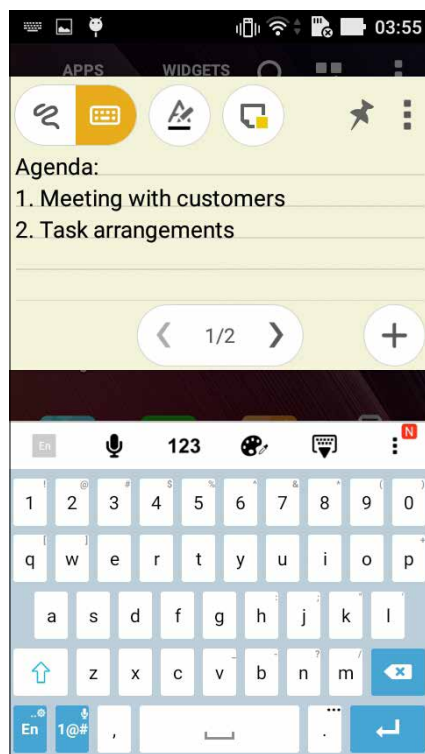 03:55
APPS WIDGETS
Agenda:
1. Meeting with customers
2. Task arrangements
1/2
En 123 N
! @ # $ % ^ & * ( )
1 2 3 4 5 6 7 8 9 0
[ ] +
q w e r t y u i o p
: ; "
a s d f g h j k l
_ - ? /
z x c v b n m
En 1@# , .